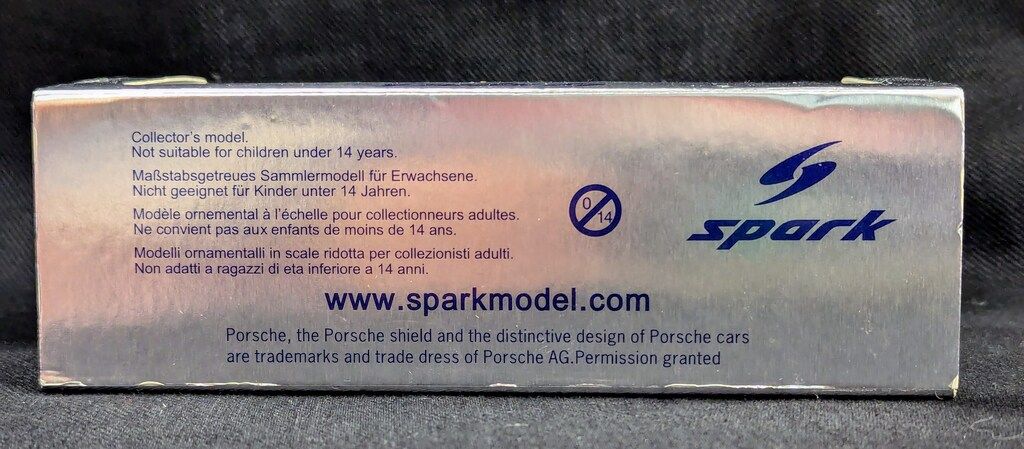 Collector's model.
Not suitable for children under 14 years.
Maßstabsgetreues Sammlermodell für Erwachsene.
Nicht geeignet für Kinder unter 14 Jahren.
Modèle ornemental à l'échelle pour collectionneurs adultes.
Ne convient pas aux enfants de moins de 14 ans.
Modelli ornamentalli in scale ridotta per collezionisti adulti.
Non adatti a ragazzi di eta inferiore a 14 anni.
0
14
spark
www.sparkmodel.com
Porsche, the Porsche shield and the distinctive design of Porsche cars
are trademarks and trade dress of Porsche AG.Permission granted